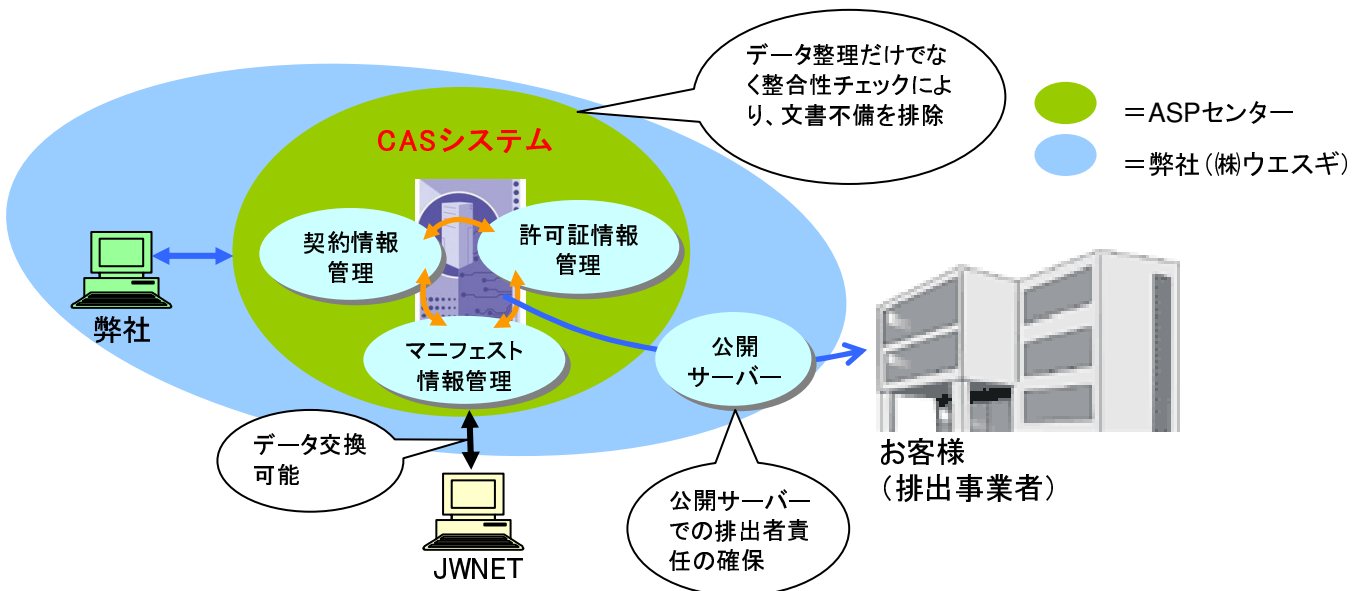 データ整理だけでな
く整合性チェックによ
り、文書不備を排除
＝ASPセンター
＝弊社（㈱ウエスギ）
CASシステム
契約情報
管理
許可証情報
管理
マニフェスト
情報管理
弊社
公開
サーバー
お客様
（排出事業者）
データ交換
可能
JWNET
公開サーバー
での排出者責
任の確保